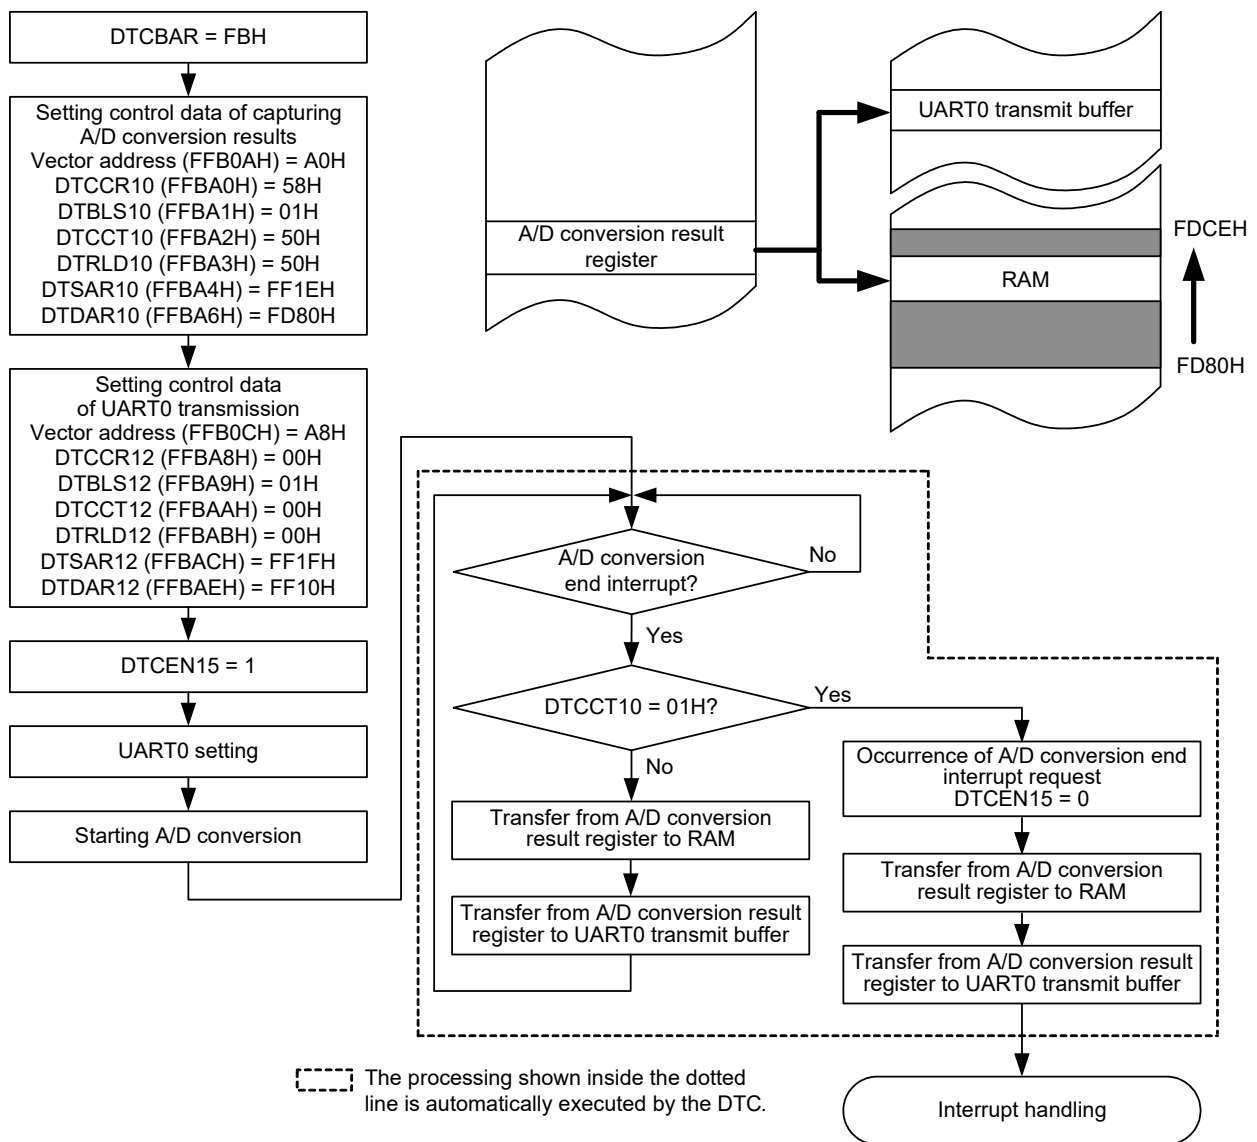 DTCBAR = FBH
Setting control data of capturing
A/D conversion results
Vector address (FFB0AH) = A0H
DTCCR10 (FFBA0H) = 58H
DTBLS10 (FFBA1H) = 01H
DTCCT10 (FFBA2H) = 50H
DTRLD10 (FFBA3H) = 50H
DTSAR10 (FFBA4H) = FF1EH
DTDAR10 (FFBA6H) = FD80H
Setting control data
of UART0 transmission
Vector address (FFB0CH) = A8H
DTCCR12 (FFBA8H) = 00H
DTBLS12 (FFBA9H) = 01H
DTCCT12 (FFBAAH) = 00H
DTRLD12 (FFBABH) = 00H
DTSAR12 (FFBACH) = FF1FH
DTDAR12 (FFBAEH) = FF10H
DTCEN15 = 1
UART0 setting
Starting A/D conversion
A/D conversion result
register
UART0 transmit buffer
RAM
FDCEH
FD80H
A/D conversion
end interrupt?
No
Yes
DTCCT10 = 01H?
Yes
No
Transfer from A/D conversion
result register to RAM
Transfer from A/D conversion result
register to UART0 transmit buffer
Occurrence of A/D conversion end
interrupt request
DTCEN15 = 0
Transfer from A/D conversion
result register to RAM
Transfer from A/D conversion result
register to UART0 transmit buffer
Interrupt handling
The processing shown inside the dotted
line is automatically executed by the DTC.